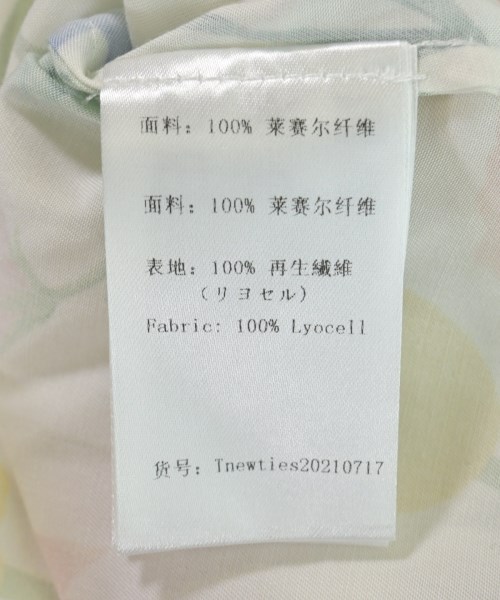 面料：100% 莱赛尔纤维
面料：100% 莱赛尔纤维
表地：100% 再生繊維
（リヨセル）
Fabric: 100% Lyocell
货号：Tnewties20210717